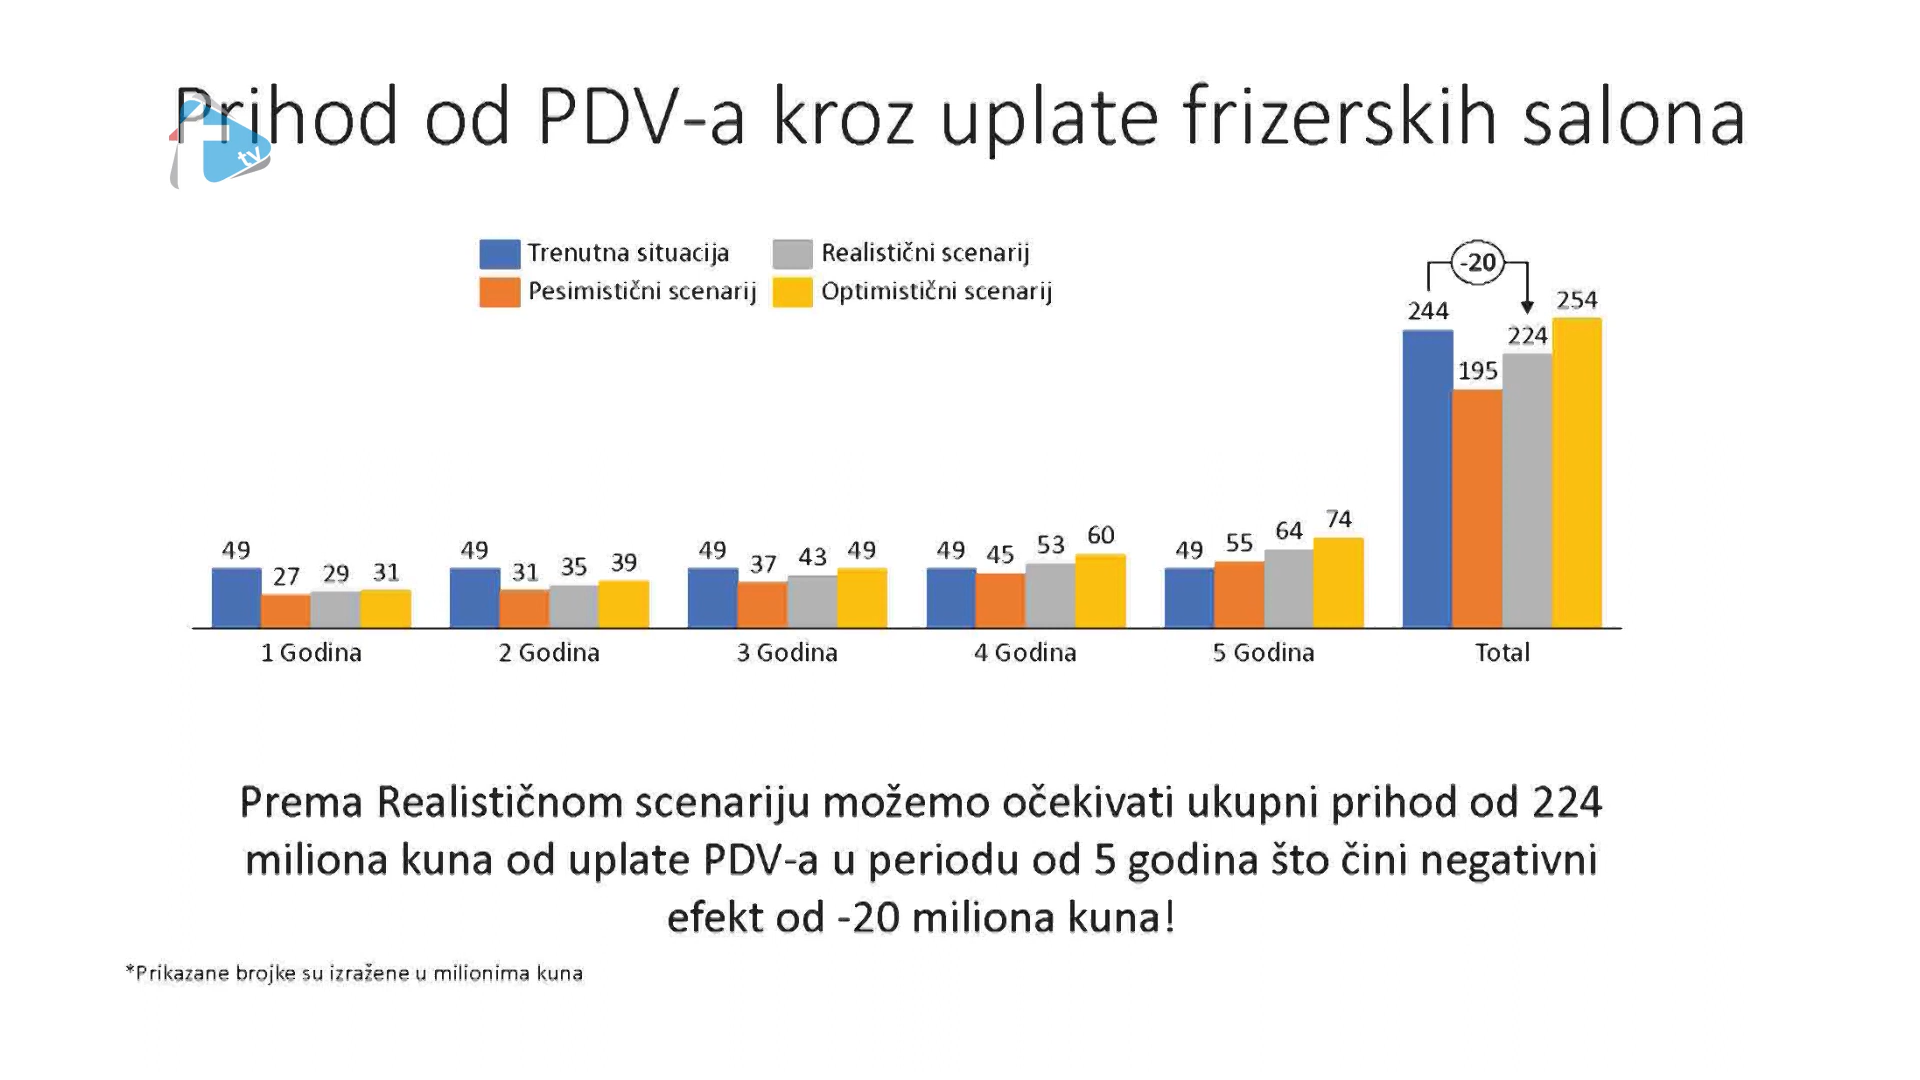 Prihod od PDV-a kroz uplate frizerskih salona
tv
Trenutna situacija Realistični scenarij
Pesimistični scenarij Optimistični scenarij
-20
244 195 224 254
49 27 29 31
49 31 35 39
49 37 43 49
49 45 53 60
49 55 64 74
1 Godina 2 Godina 3 Godina 4 Godina 5 Godina Total
Prema Realističnom scenariju možemo očekivati ukupni prihod od 224
miliona kuna od uplate PDV-a u periodu od 5 godina što čini negativni
efekt od -20 miliona kuna!
*Prikazane brojke su izražene u milionima kuna